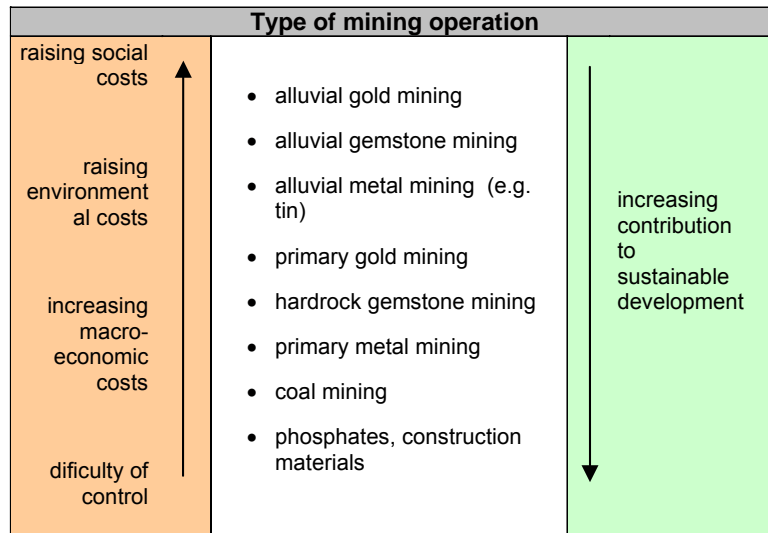 Type of mining operation
raising social
costs
raising
environment
al costs
increasing
macro-
economic
costs
dificulty of
control
• alluvial gold mining
• alluvial gemstone mining
• alluvial metal mining (e.g.
tin)
• primary gold mining
• hardrock gemstone mining
• primary metal mining
• coal mining
• phosphates, construction
materials
increasing
contribution
to
sustainable
development